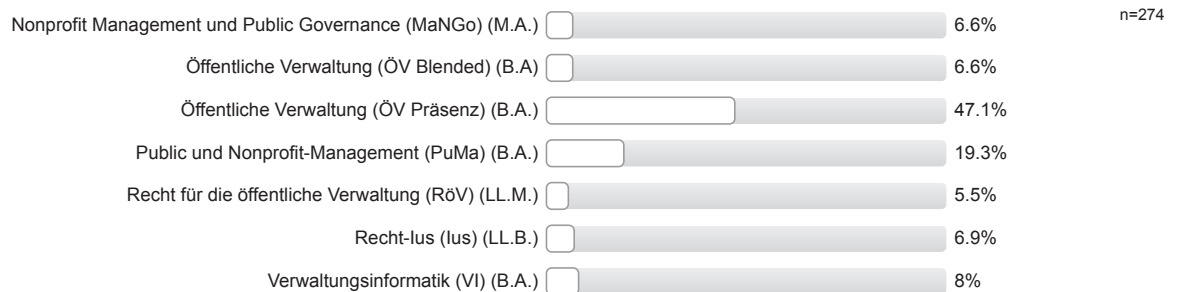 Nonprofit Management und Public Governance (MaNGo) (M.A.) 6.6% n=274
Öffentliche Verwaltung (ÖV Blended) (B.A) 6.6%
Öffentliche Verwaltung (ÖV Präsenz) (B.A.) 47.1%
Public und Nonprofit-Management (PuMa) (B.A.) 19.3%
Recht für die öffentliche Verwaltung (RöV) (LL.M.) 5.5%
Recht-Ius (Ius) (LL.B.) 6.9%
Verwaltungsinformatik (VI) (B.A.) 8%